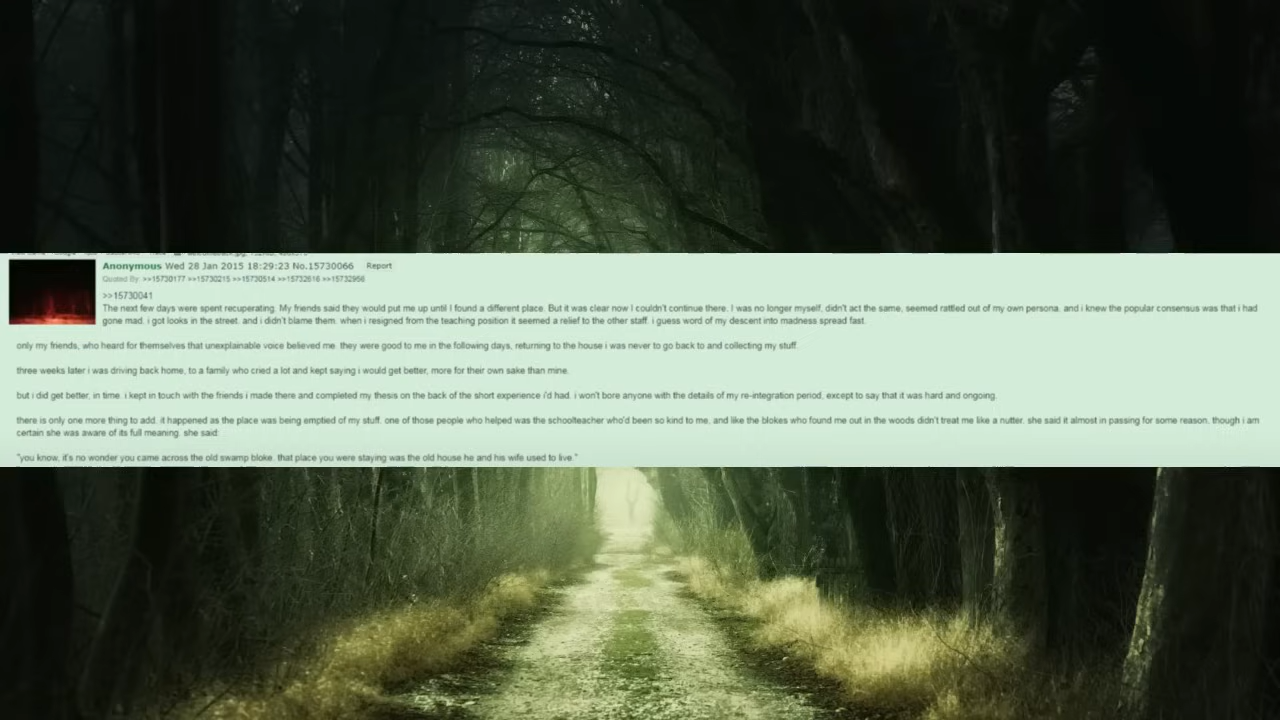 Anonymous Wed 28 Jan 2015 18:29:23 No.15730066 Report
Quoted By: >>15730177 >>15730215 >>15730514 >>15732616 >>15732956
>>15730041
The next few days were spent recuperating. My friends said they would put me up until I found a different place. But it was clear now I couldn't continue there, I was no longer myself, didn't act the same, seemed rattled out of my own persona. and i knew the popular consensus was that i had
gone mad. i got looks in the street. and i didn't blame them. when i resigned from the teaching position it seemed a relief to the other staff. i guess word of my descent into madness spread fast.
only my friends, who heard for themselves that unexplainable voice believed me. they were good to me in the following days, returning to the house i was never to go back to and collecting my stuff.
three weeks later i was driving back home, to a family who cried a lot and kept saying i would get better, more for their own sake than mine.
but i did get better, in time. i kept in touch with the friends i made there and completed my thesis on the back of the short experience i'd had. i won't bore anyone with the details of my re-integration period, except to say that it was hard and ongoing.
there is only one more thing to add. it happened as the place was being emptied of my stuff. one of those people who helped was the schoolteacher who'd been so kind to me, and like the blokes who found me out in the woods didn't treat me like a nutter. she said it almost in passing for some reason, though i am
certain she was aware of its full meaning. she said:
"you know, it's no wonder you came across the old swamp bloke. that place you were staying was the old house he and his wife used to live."